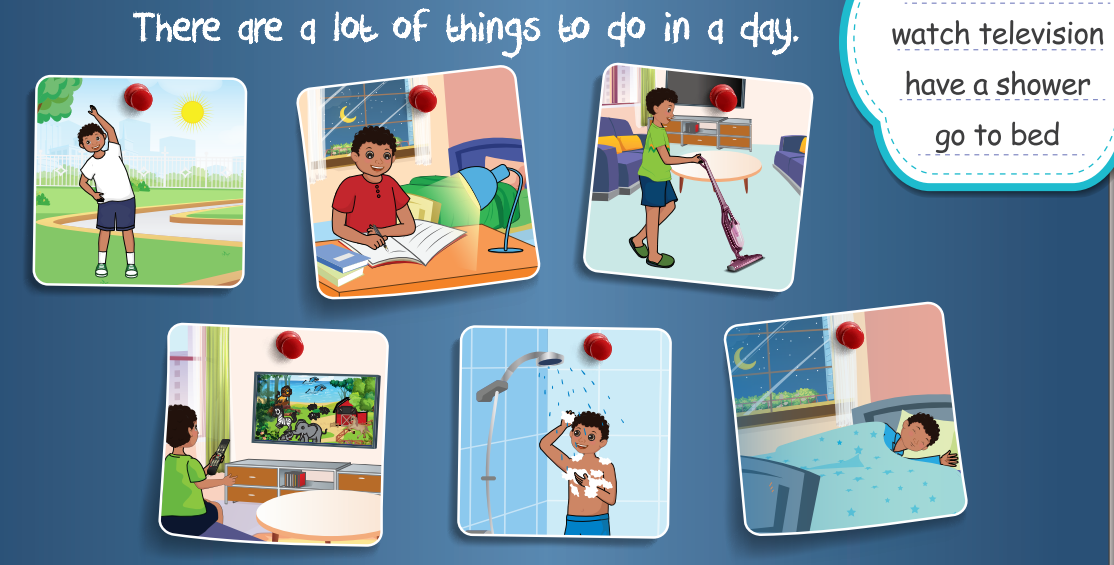 There are a lot of things to do in a day.
watch television
have a shower
go to bed